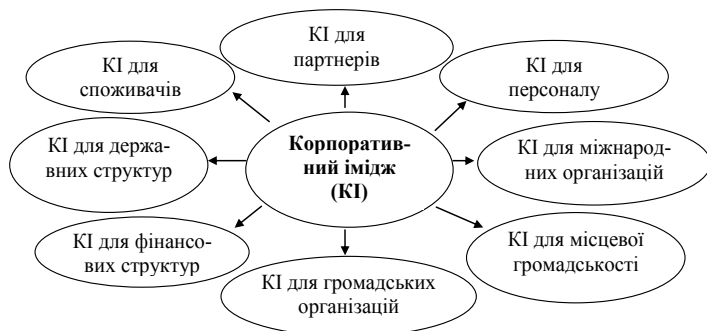 КІ для
партнерів
КІ для
споживачів
КІ для
персоналу
КІ для держа-
вних структур
Корпоратив-
ний імідж
(КІ)
КІ для міжнарод-
них організацій
КІ для фінансо-
вих структур
КІ для місцевої
громадськості
КІ для громадських
організацій